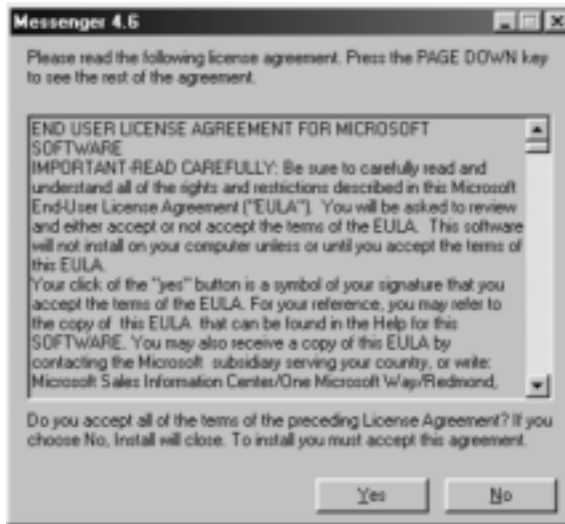 Messenger 4.6
Please read the following license agreement. Press the PAGE DOWN key
to see the rest of the agreement.
END USER LICENSE AGREEMENT FOR MICROSOFT
SOFTWARE
IMPORTANT-READ CAREFULLY: Be sure to carefully read and
understand all of the rights and restrictions described in this Microsoft
End-User License Agreement ("EULA"). You will be asked to review
and either accept or not accept the terms of the EULA. This software
will not install on your computer unless or until you accept the terms of
this EULA.
Your click of the "yes" button is a symbol of your signature that you
accept the terms of the EULA. For your reference, you may refer to
the copy of this EULA that can be found in the Help for this
SOFTWARE. You may also receive a copy of this EULA by
contacting the Microsoft subsidiary serving your country, or write:
Microsoft Sales Information Center/One Microsoft Way/Redmond,
Do you accept all of the terms of the preceding License Agreement? If you
choose No, Install will close. To install you must accept this agreement.
Yes No